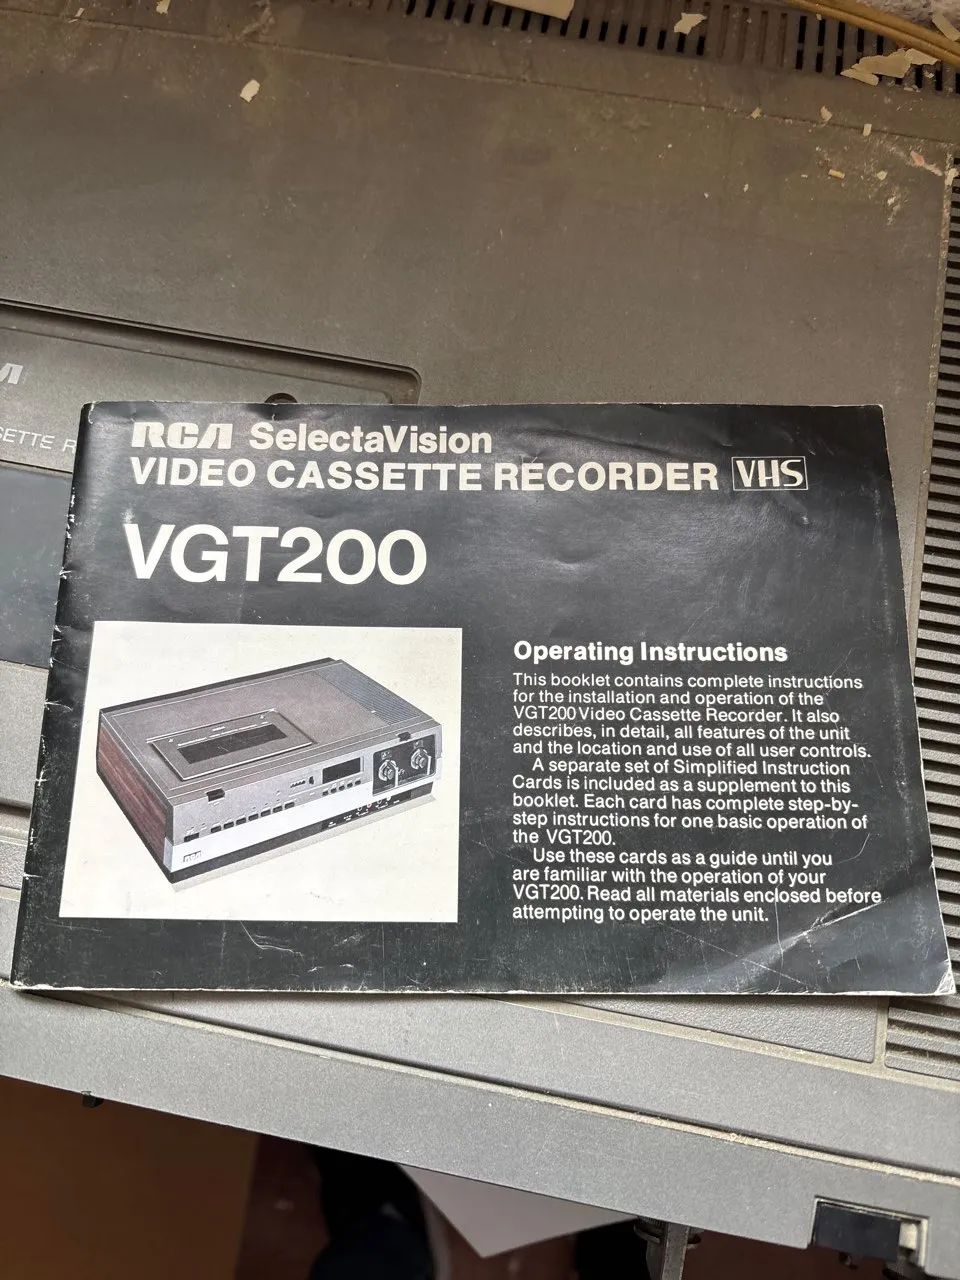 RCA SelectaVision
VIDEO CASSETTE RECORDER VHS
VGT200
Operating Instructions
This booklet contains complete instructions
for the installation and operation of the
VGT200 Video Cassette Recorder. It also
describes, in detail, all features of the unit
and the location and use of all user controls.
A separate set of Simplified Instruction
Cards is included as a supplement to this
booklet. Each card has complete step-by-
step instructions for one basic operation of
the VGT200.
Use these cards as a guide until you
are familiar with the operation of your
VGT200. Read all materials enclosed before
attempting to operate the unit.
RCA